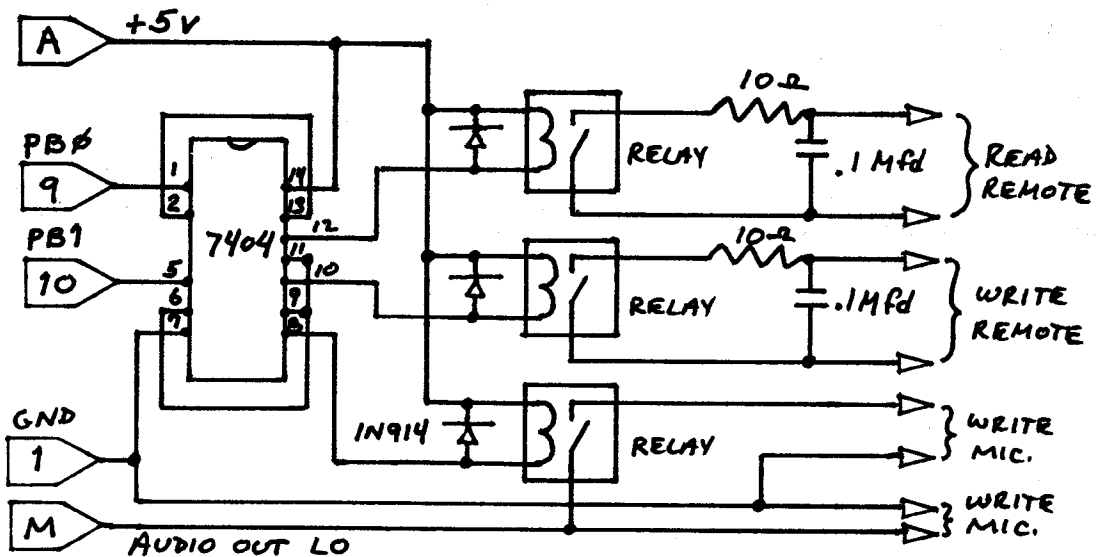 A
+5V
PBØ
9
PB1
10
GND
1
M
AUDIO OUT LO
1
2
5
6
7
7404
14
13
12
11
10
9
8
10Ω
RELAY
.1 Mfd
READ
REMOTE
10Ω
RELAY
.1Mfd
WRITE
REMOTE
1N914
RELAY
WRITE
MIC.
WRITE
MIC.